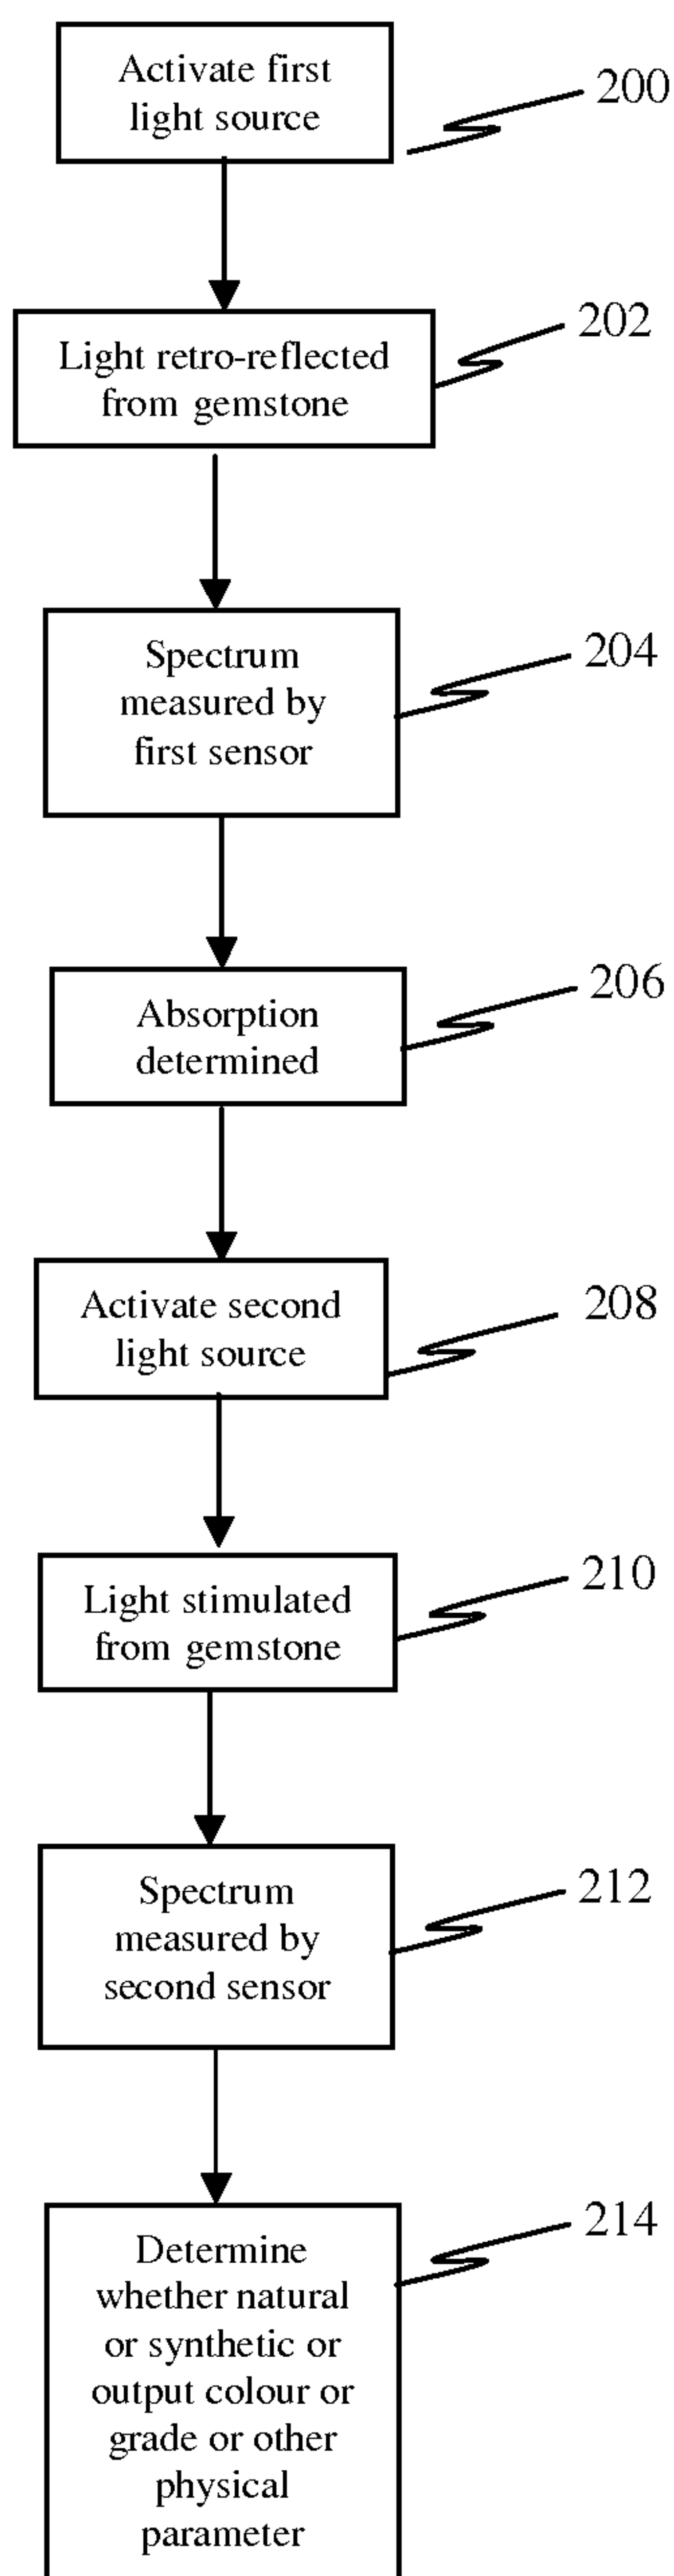 Activate first
light source
200
Light retro-reflected
from gemstone
202
Spectrum
measured by
first sensor
204
Absorption
determined
206
Activate second
light source
208
Light stimulated
from gemstone
210
Spectrum
measured by
second sensor
212
Determine
whether natural
or synthetic or
output colour or
grade or other
physical
parameter
214